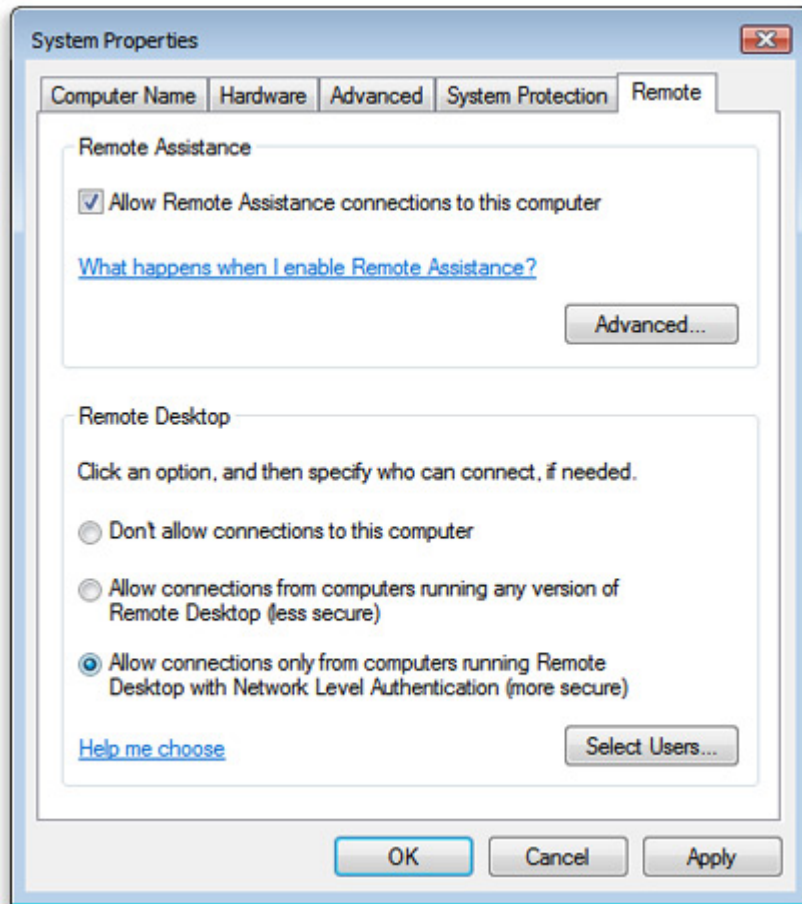 System Properties
Computer Name
Hardware
Advanced
System Protection
Remote
Remote Assistance
Allow Remote Assistance connections to this computer
What happens when I enable Remote Assistance?
Advanced...
Remote Desktop
Click an option, and then specify who can connect, if needed.
Don't allow connections to this computer
Allow connections from computers running any version of
Remote Desktop (less secure)
Allow connections only from computers running Remote
Desktop with Network Level Authentication (more secure)
Help me choose
Select Users...
OK
Cancel
Apply